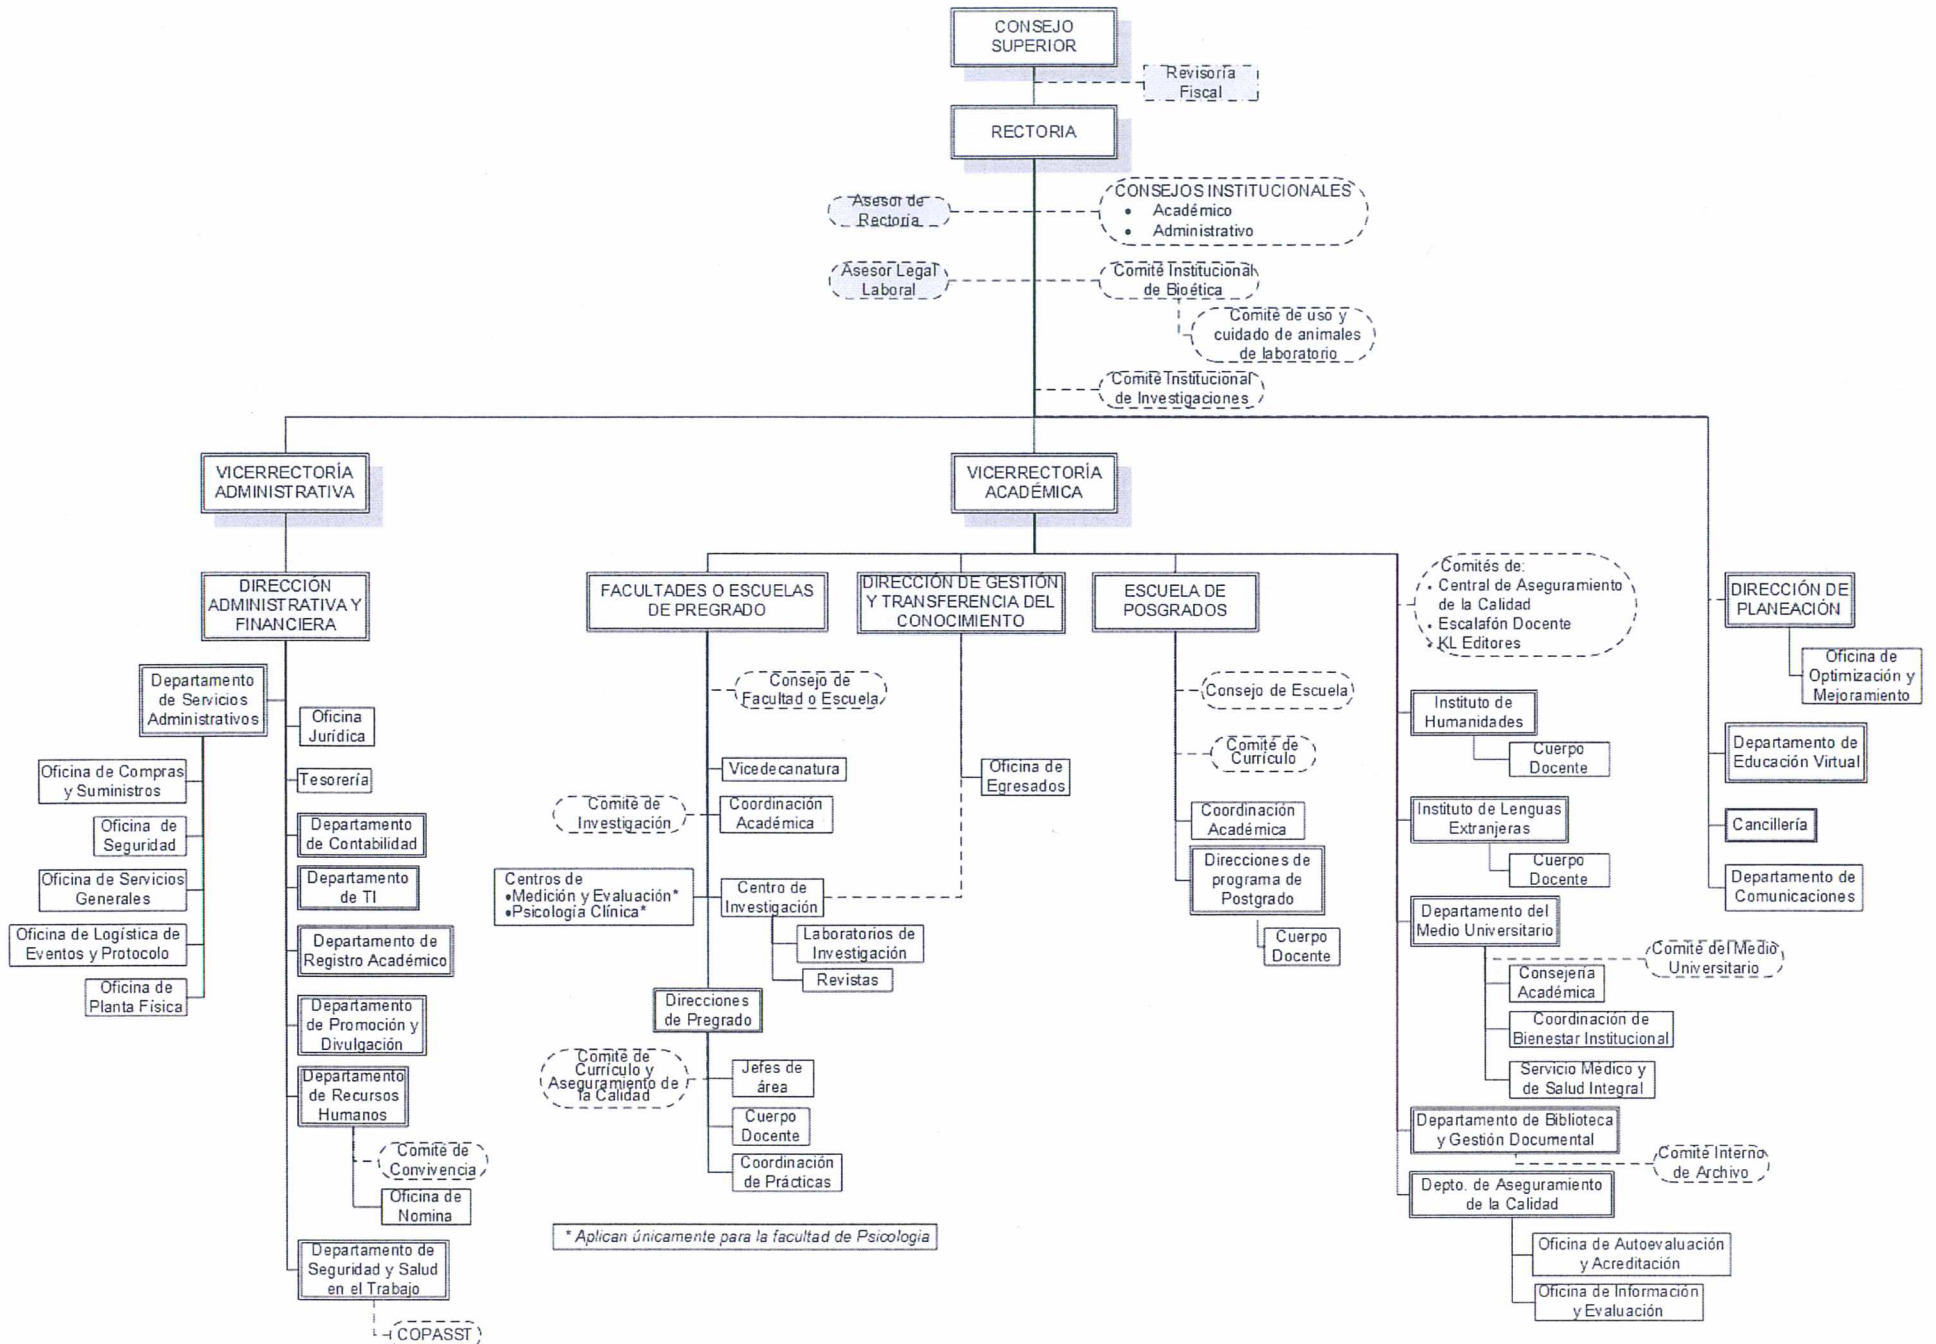 CONSEJO
SUPERIOR
Revisoría
Fiscal
RECTORIA
Asesor de
Rectoría
CONSEJOS INSTITUCIONALES
• Académico
• Administrativo
Asesor Legal
Laboral
Comité Institucional
de Bioética
Comité de uso y
cuidado de animales
de laboratorio
Comité Institucional
de Investigaciones
VICERRECTORÍA
ADMINISTRATIVA
VICERRECTORÍA
ACADÉMICA
DIRECCIÓN
ADMINISTRATIVA Y
FINANCIERA
Departamento
de Servicios
Administrativos
Oficina
Jurídica
Oficina de Compras
y Suministros
Tesorería
Oficina de
Seguridad
Departamento
de Contabilidad
Oficina de Servicios
Generales
Departamento
de TI
Oficina de Logística de
Eventos y Protocolo
Departamento de
Registro Académico
Oficina de
Planta Física
Departamento
de Promoción y
Divulgación
Departamento
de Recursos
Humanos
Comité de
Convivencia
Oficina de
Nomina
Departamento de
Seguridad y Salud
en el Trabajo
COPASST
FACULTADES O ESCUELAS
DE PREGRADO
Consejo de
Facultad o Escuela
Vicedecanatura
Comité de
Investigación
Coordinación
Académica
Centros de
•Medición y Evaluación*
•Psicología Clínica*
Centro de
Investigación
Laboratorios de
Investigación
Revistas
Direcciones
de Pregrado
Comité de
Currículo y
Aseguramiento de
la Calidad
Jefes de
área
Cuerpo
Docente
Coordinación
de Prácticas
* Aplican únicamente para la facultad de Psicologia
DIRECCIÓN DE GESTIÓN
Y TRANSFERENCIA DEL
CONOCIMIENTO
Oficina de
Egresados
ESCUELA DE
POSGRADOS
Consejo de Escuela
Comité de
Currículo
Coordinación
Académica
Direcciones de
programa de
Postgrado
Cuerpo
Docente
Comités de:
• Central de Aseguramiento
de la Calidad
• Escalafón Docente
• KL Editores
Instituto de
Humanidades
Cuerpo
Docente
Instituto de Lenguas
Extranjeras
Cuerpo
Docente
Departamento del
Medio Universitario
Comité del Medio
Universitario
Consejería
Académica
Coordinación de
Bienestar Institucional
Servicio Médico y
de Salud Integral
Departamento de Biblioteca
y Gestión Documental
Comité Interno
de Archivo
Depto. de Aseguramiento
de la Calidad
Oficina de Autoevaluación
y Acreditación
Oficina de Información
y Evaluación
DIRECCIÓN DE
PLANEACIÓN
Oficina de
Optimización y
Mejoramiento
Departamento de
Educación Virtual
Cancillería
Departamento de
Comunicaciones